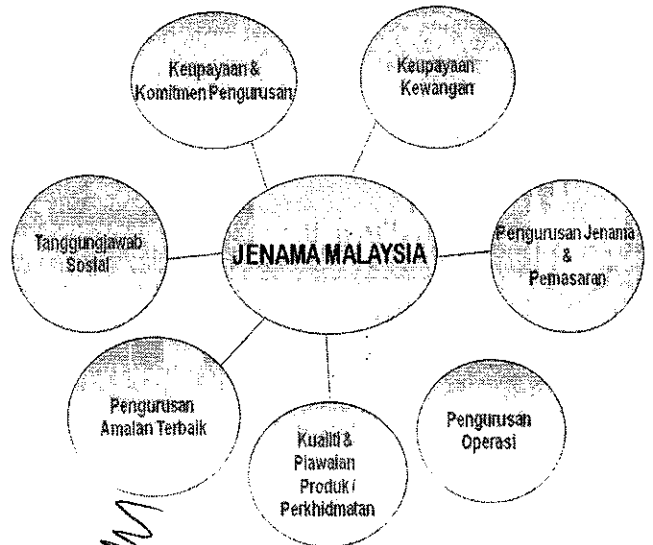 Keupayaan &
Komitmen Pengurusan
Keupayaan
Kewangan
Tanggungjawab
Sosial
JENAMA MALAYSIA
Pengurusan Jenama
&
Pemasaran
Pengurusan
Amalan Terbaik
Kualiti &
Piawaian
Produk /
Perkhidmatan
Pengurusan
Operasi